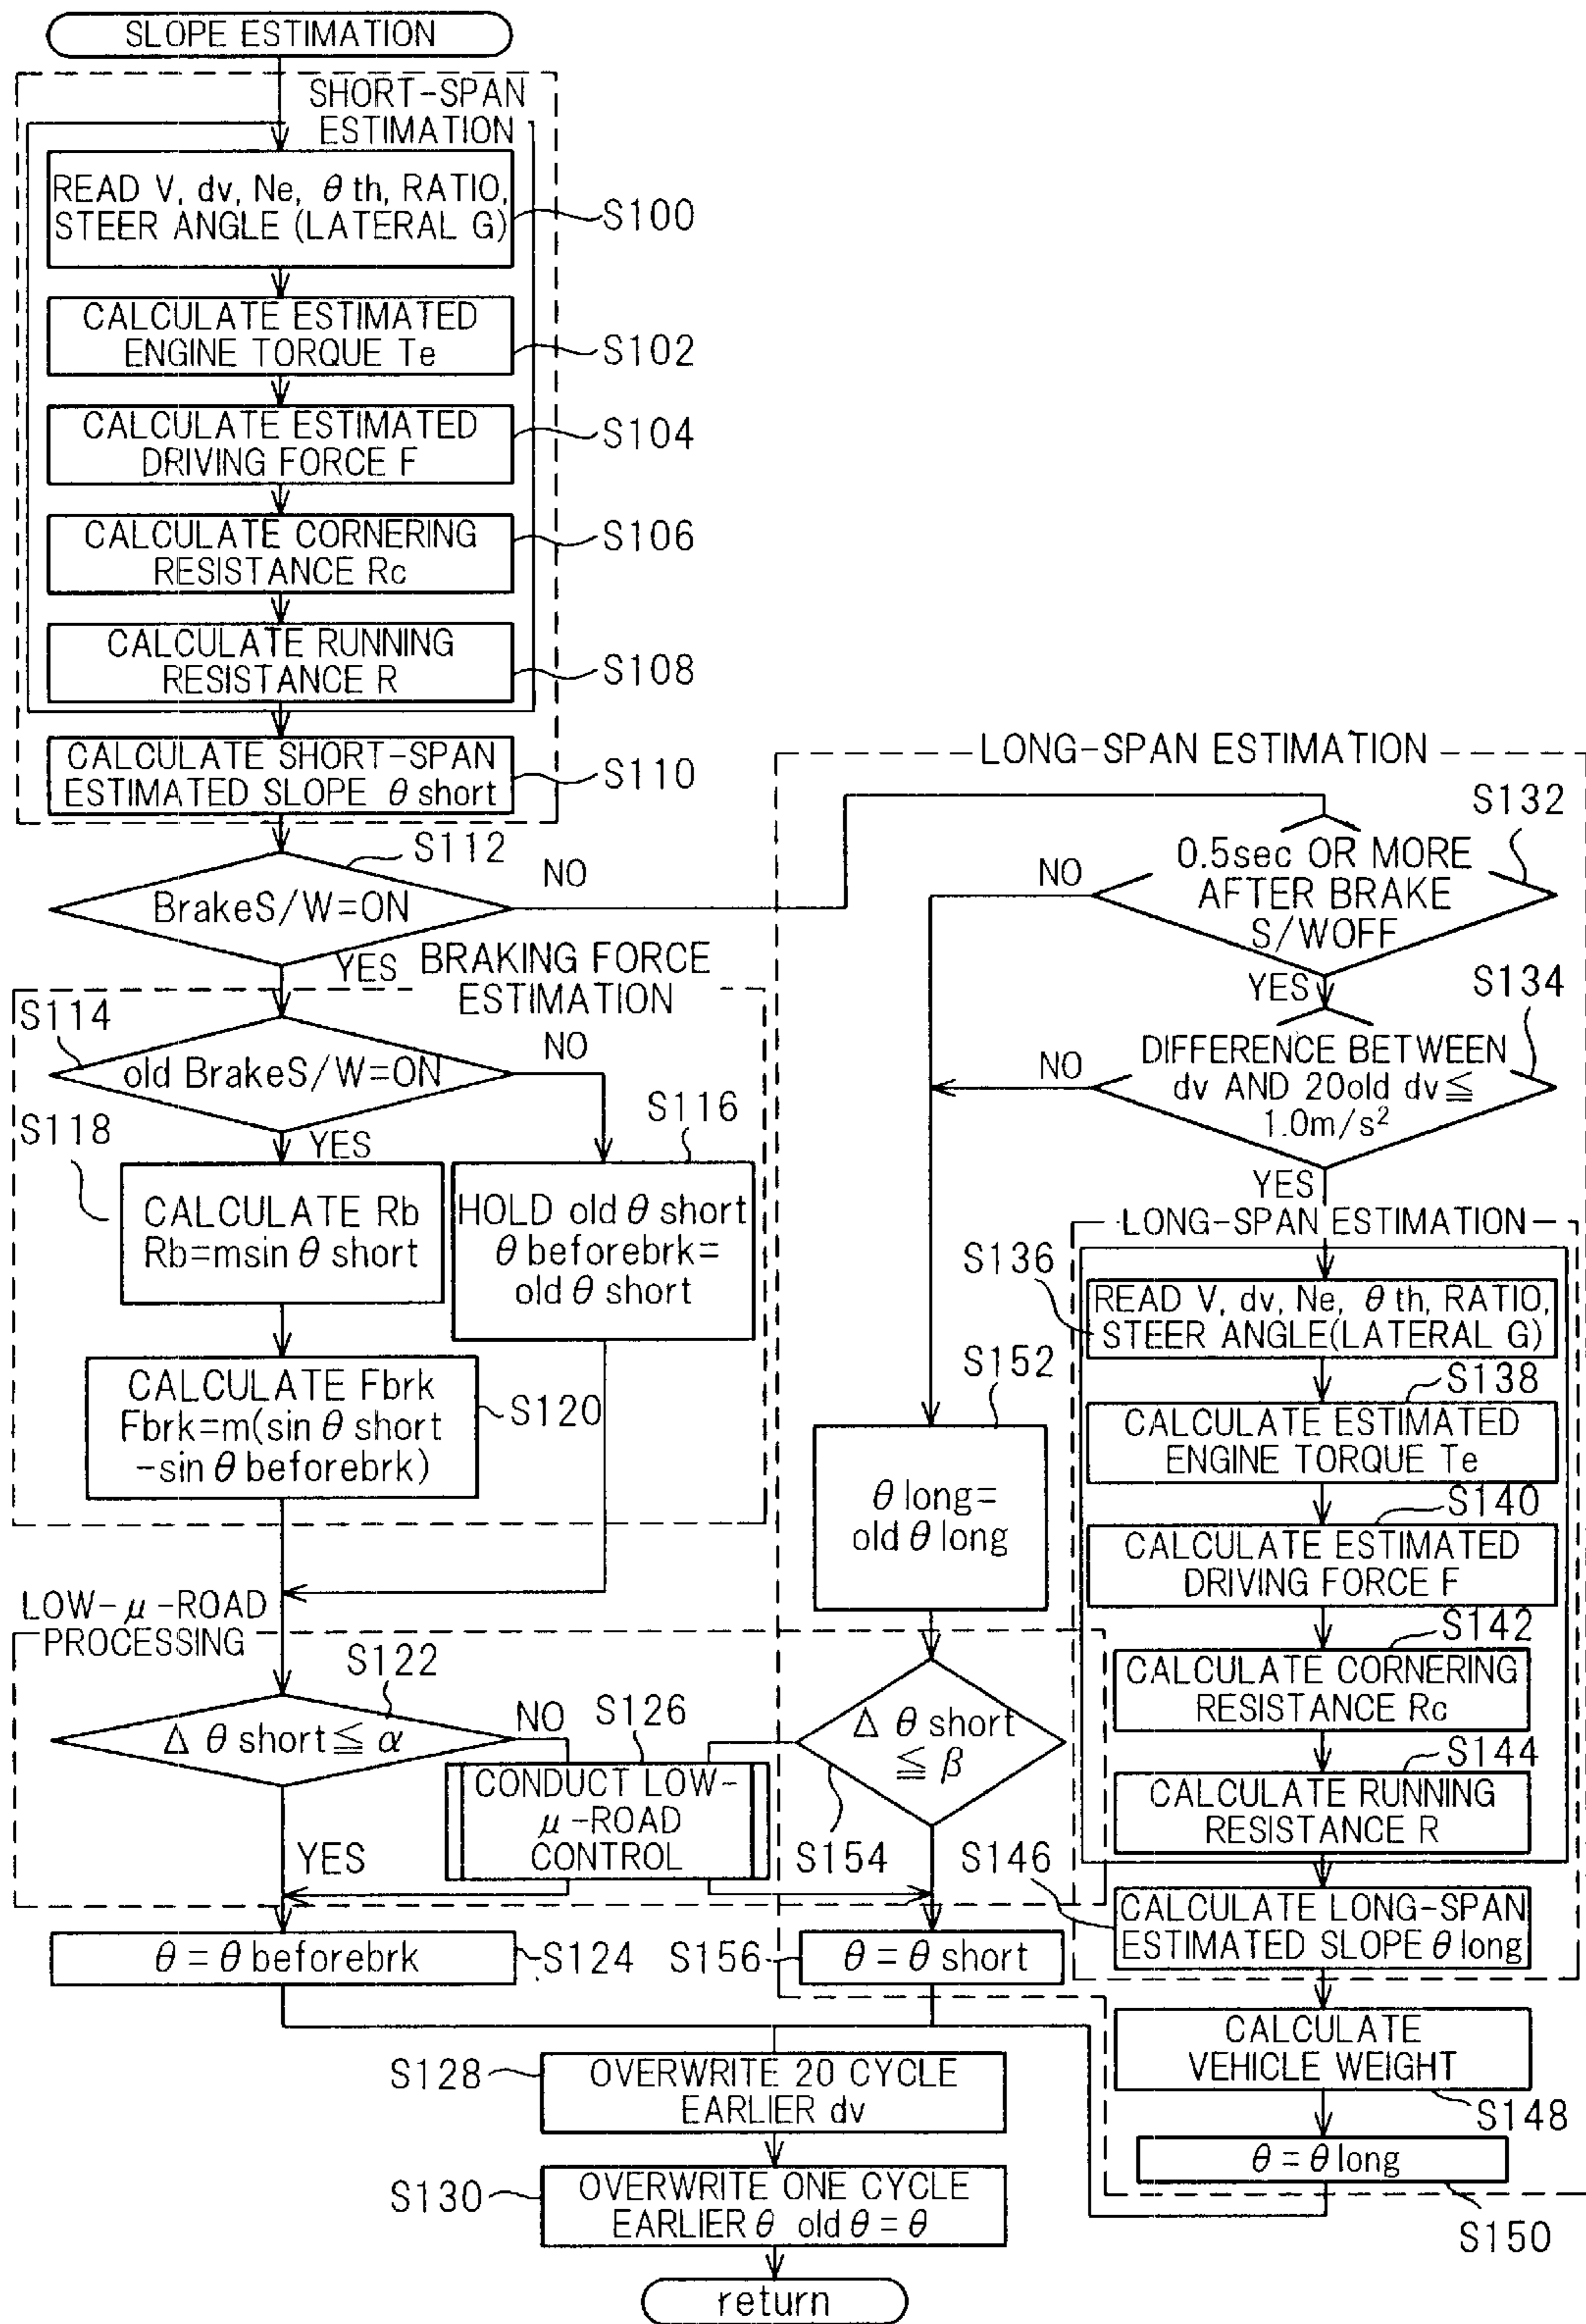 SLOPE ESTIMATION
SHORT-SPAN
ESTIMATION
READ V, dv, Ne, θ th, RATIO,
STEER ANGLE (LATERAL G)
S100
CALCULATE ESTIMATED
ENGINE TORQUE Te
S102
CALCULATE ESTIMATED
DRIVING FORCE F
S104
CALCULATE CORNERING
RESISTANCE Rc
S106
CALCULATE RUNNING
RESISTANCE R
S108
CALCULATE SHORT-SPAN
ESTIMATED SLOPE θ short
S110
S112
BrakeS/W=ON
NO
YES
BRAKING FORCE
ESTIMATION
S114
old BrakeS/W=ON
NO
YES
S116
HOLD old θ short
θ beforebrk=
old θ short
S118
CALCULATE Rb
Rb=msin θ short
CALCULATE Fbrk
Fbrk=m(sin θ short
-sin θ beforebrk)
S120
LOW-μ-ROAD
PROCESSING
S122
Δ θ short≦ α
NO
YES
S126
CONDUCT LOW-
μ-ROAD
CONTROL
θ = θ beforebrk
S124
LONG-SPAN ESTIMATION
S132
0.5sec OR MORE
AFTER BRAKE
S/WOFF
NO
YES
S134
DIFFERENCE BETWEEN
dv AND 20old dv≦
1.0m/s²
NO
YES
LONG-SPAN ESTIMATION
S136
READ V, dv, Ne, θ th, RATIO,
STEER ANGLE(LATERAL G)
S138
CALCULATE ESTIMATED
ENGINE TORQUE Te
S140
CALCULATE ESTIMATED
DRIVING FORCE F
S142
CALCULATE CORNERING
RESISTANCE Rc
S144
CALCULATE RUNNING
RESISTANCE R
S146
CALCULATE LONG-SPAN
ESTIMATED SLOPE θ long
CALCULATE
VEHICLE WEIGHT
S148
θ = θ long
S150
S152
θ long=
old θ long
Δ θ short
≦ β
S154
S156
θ = θ short
S128
OVERWRITE 20 CYCLE
EARLIER dv
S130
OVERWRITE ONE CYCLE
EARLIER θ old θ = θ
return